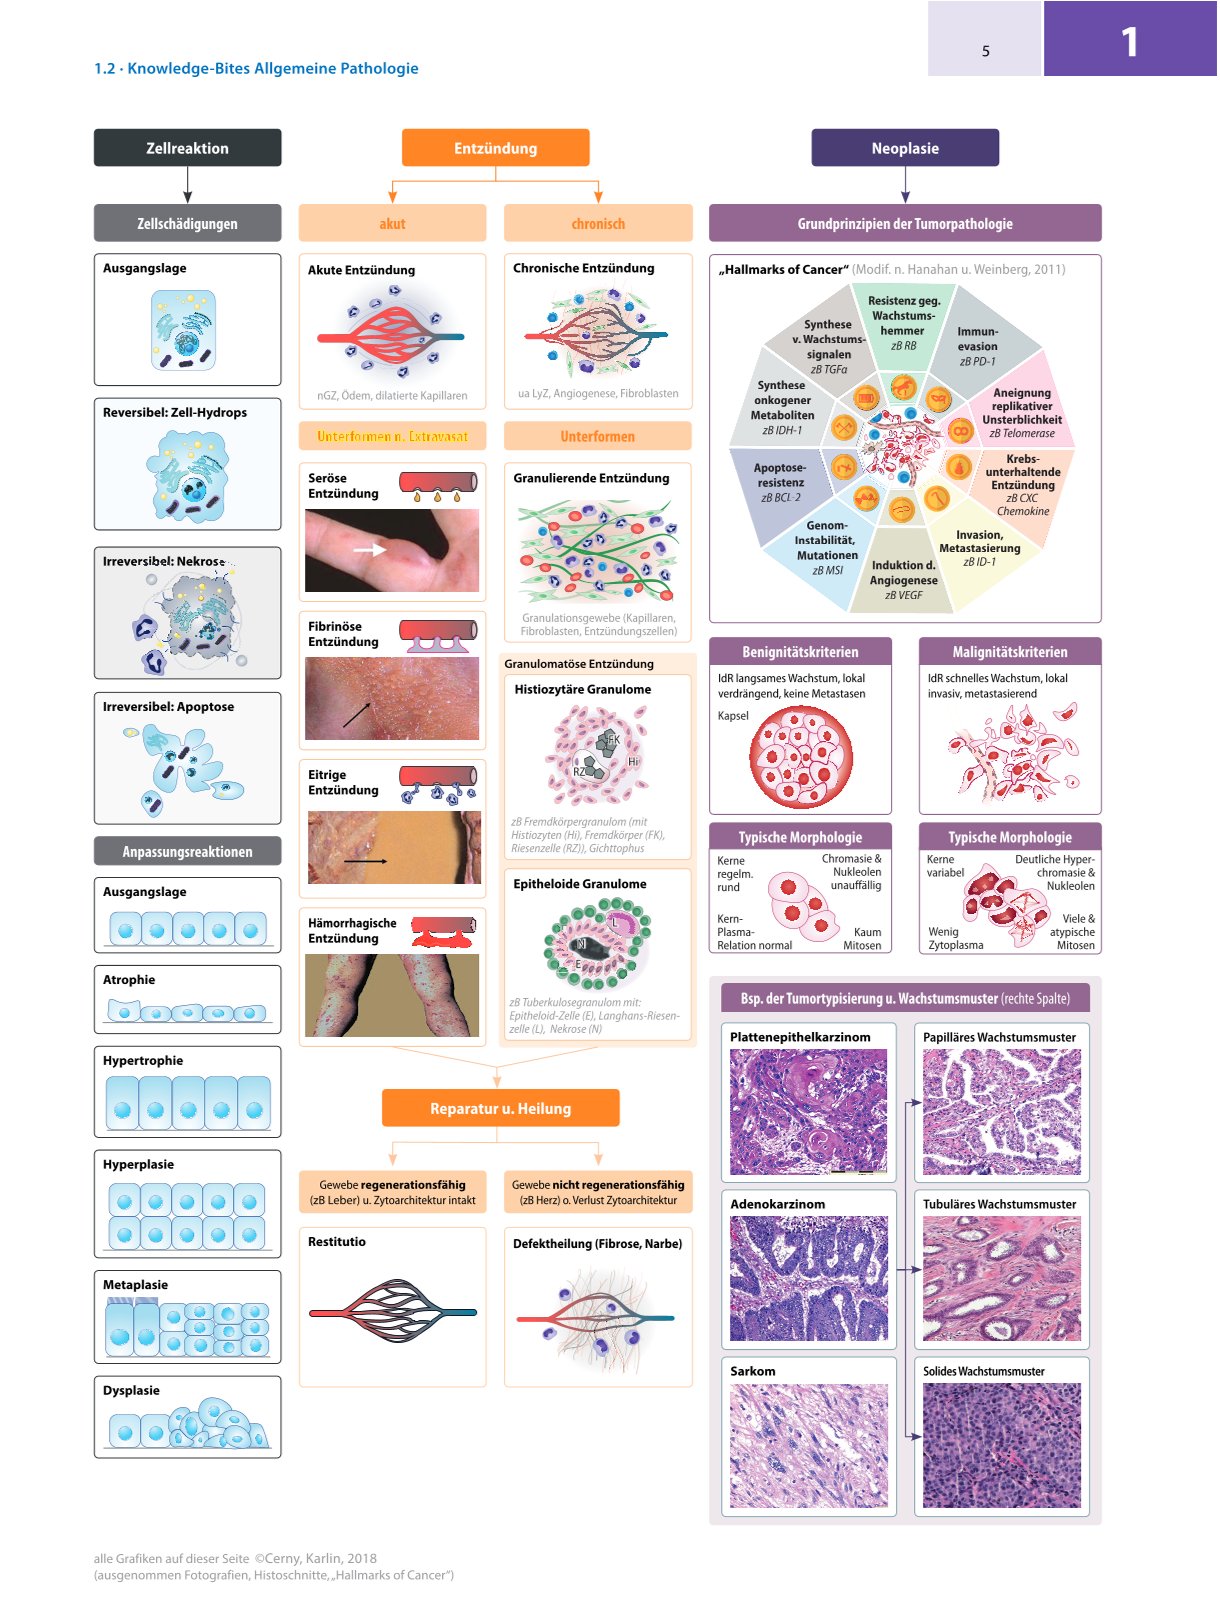 5
1
1.2 · Knowledge-Bites Allgemeine Pathologie
Zellreaktion
Zellschädigungen
Ausgangslage
Reversibel: Zell-Hydrops
Irreversibel: Nekrose
Irreversibel: Apoptose
Anpassungsreaktionen
Ausgangslage
Atrophie
Hypertrophie
Hyperplasie
Metaplasie
Dysplasie
Entzündung
akut
Akute Entzündung
nGZ, Ödem, dilatierte Kapillaren
Unterformen n. Extravasat
Seröse
Entzündung
Fibrinöse
Entzündung
Eitrige
Entzündung
Hämorrhagische
Entzündung
chronisch
Chronische Entzündung
ua LyZ, Angiogenese, Fibroblasten
Unterformen
Granulierende Entzündung
Granulationsgewebe (Kapillaren,
Fibroblasten, Entzündungszellen)
Granulomatöse Entzündung
Histiozytäre Granulome
FK
Hi
RZ
zB Fremdkörpergranulom (mit
Histiozyten (Hi), Fremdkörper (FK),
Riesenzelle (RZ)), Gichttophus
Epitheloide Granulome
L
N
E
zB Tuberkulosegranulom mit:
Epitheloid-Zelle (E), Langhans-Riesen-
zelle (L), Nekrose (N)
Reparatur u. Heilung
Gewebe regenerationsfähig
(zB Leber) u. Zytoarchitektur intakt
Restitutio
Gewebe nicht regenerationsfähig
(zB Herz) o. Verlust Zytoarchitektur
Defektheilung (Fibrose, Narbe)
Neoplasie
Grundprinzipien der Tumorpathologie
„Hallmarks of Cancer“ (Modif. n. Hanahan u. Weinberg, 2011)
Resistenz geg.
Wachstums-
hemmer
zB RB
Immun-
evasion
zB PD-1
Aneignung
replikativer
Unsterblichkeit
zB Telomerase
Krebs-
unterhaltende
Entzündung
zB CXC
Chemokine
Invasion,
Metastasierung
zB ID-1
Induktion d.
Angiogenese
zB VEGF
Genom-
Instabilität,
Mutationen
zB MSI
Apoptose-
resistenz
zB BCL-2
Synthese
onkogener
Metaboliten
zB IDH-1
Synthese
v. Wachstums-
signalen
zB TGFα
Benignitätskriterien
IdR langsames Wachstum, lokal
verdrängend, keine Metastasen
Kapsel
Malignitätskriterien
IdR schnelles Wachstum, lokal
invasiv, metastasierend
Typische Morphologie
Kerne
regelm.
rund
Chromasie &
Nukleolen
unauffällig
Kern-
Plasma-
Relation normal
Kaum
Mitosen
Typische Morphologie
Kerne
variabel
Deutliche Hyper-
chromasie &
Nukleolen
Wenig
Zytoplasma
Viele &
atypische
Mitosen
Bsp. der Tumortypisierung u. Wachstumsmuster (rechte Spalte)
Plattenepithelkarzinom
Papilläres Wachstumsmuster
Adenokarzinom
Tubuläres Wachstumsmuster
Sarkom
Solides Wachstumsmuster
alle Grafiken auf dieser Seite ©Cerny, Karlin, 2018
(ausgenommen Fotografien, Histoschnitte, „Hallmarks of Cancer“)